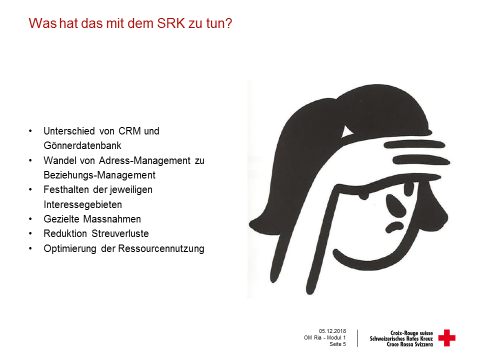 Was hat das mit dem SRK zu tun?
• Unterschied von CRM und
Gönnerdatenbank
• Wandel von Adress-Management zu
Beziehungs-Management
• Festhalten der jeweiligen
Interessegebieten
• Gezielte Massnahmen
• Reduktion Streuverluste
• Optimierung der Ressourcennutzung
05.12.2018
OM Ria - Modul 1
Seite 5
Croix-Rouge suisse
Schweizerisches Rotes Kreuz
Croce Rossa Svizzera